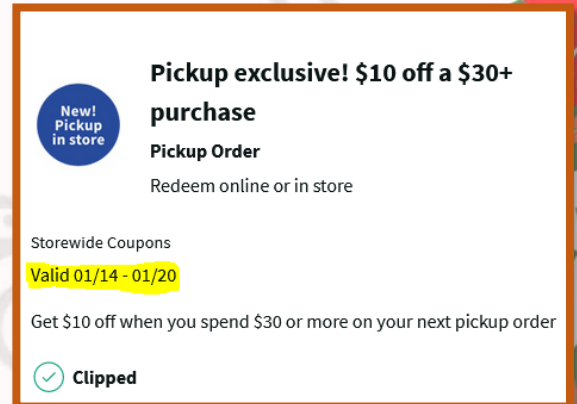 Pickup exclusive! $10 off a $30+
purchase
New!
Pickup
in store
Pickup Order
Redeem online or in store
Storewide Coupons
Valid 01/14 - 01/20
Get $10 off when you spend $30 or more on your next pickup order
Clipped